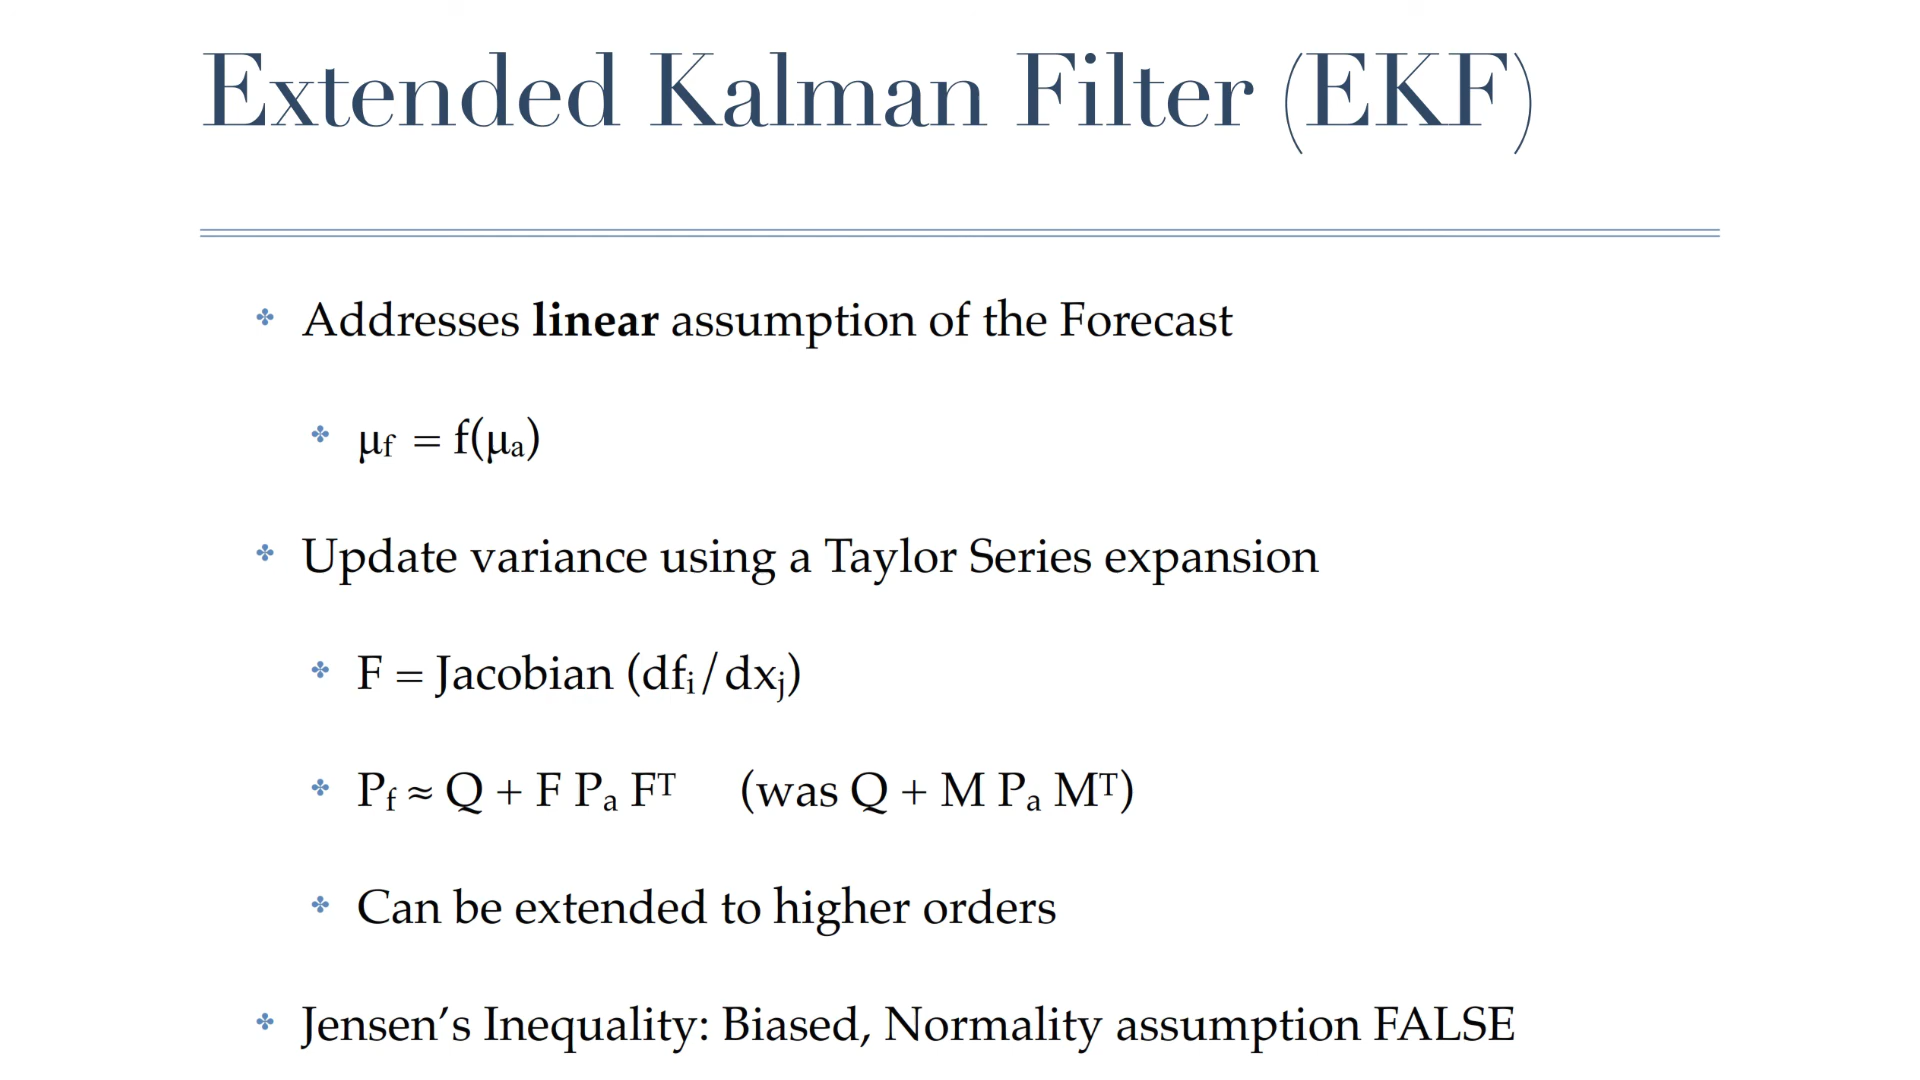 Extended Kalman Filter (EKF)
✤ Addresses linear assumption of the Forecast
✤ μf = f(μa)
✤ Update variance using a Taylor Series expansion
✤ F = Jacobian (dfi/dxj)
✤ Pf ≈ Q + F Pa Fᵀ (was Q + M Pa Mᵀ)
✤ Can be extended to higher orders
✤ Jensen’s Inequality: Biased, Normality assumption FALSE